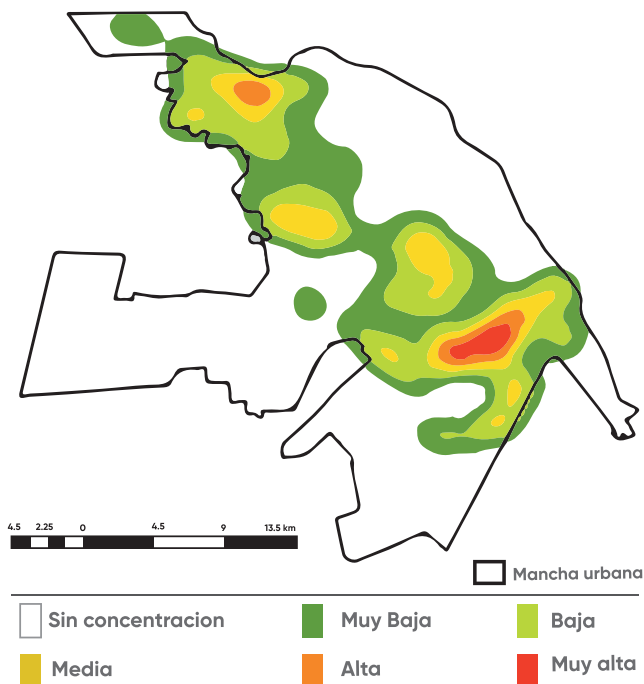 4.5 2.25 0 4.5 9 13.5 km
Mancha urbana
Sin concentracion Muy Baja Baja
Media Alta Muy alta